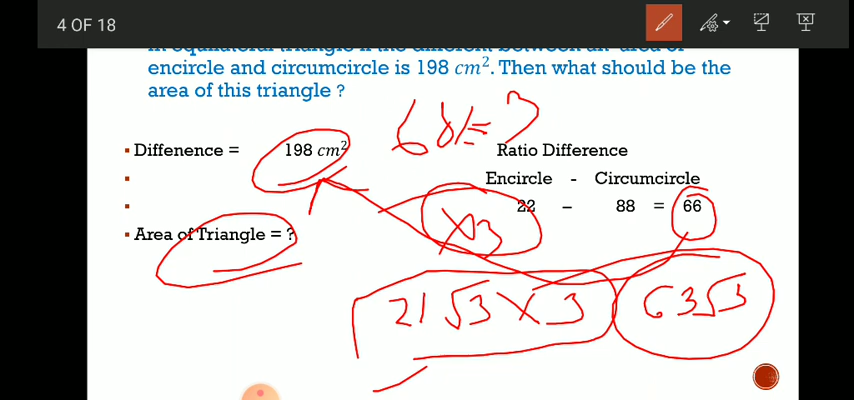 4 OF 18
encircle and circumcircle is 198 cm². Then what should be the
area of this triangle ?
▪ Diffenence = 198 cm²
Ratio Difference
Encircle - Circumcircle
22 – 88 = 66
▪ Area of Triangle = ?
×3
21√3 × 3
63√3